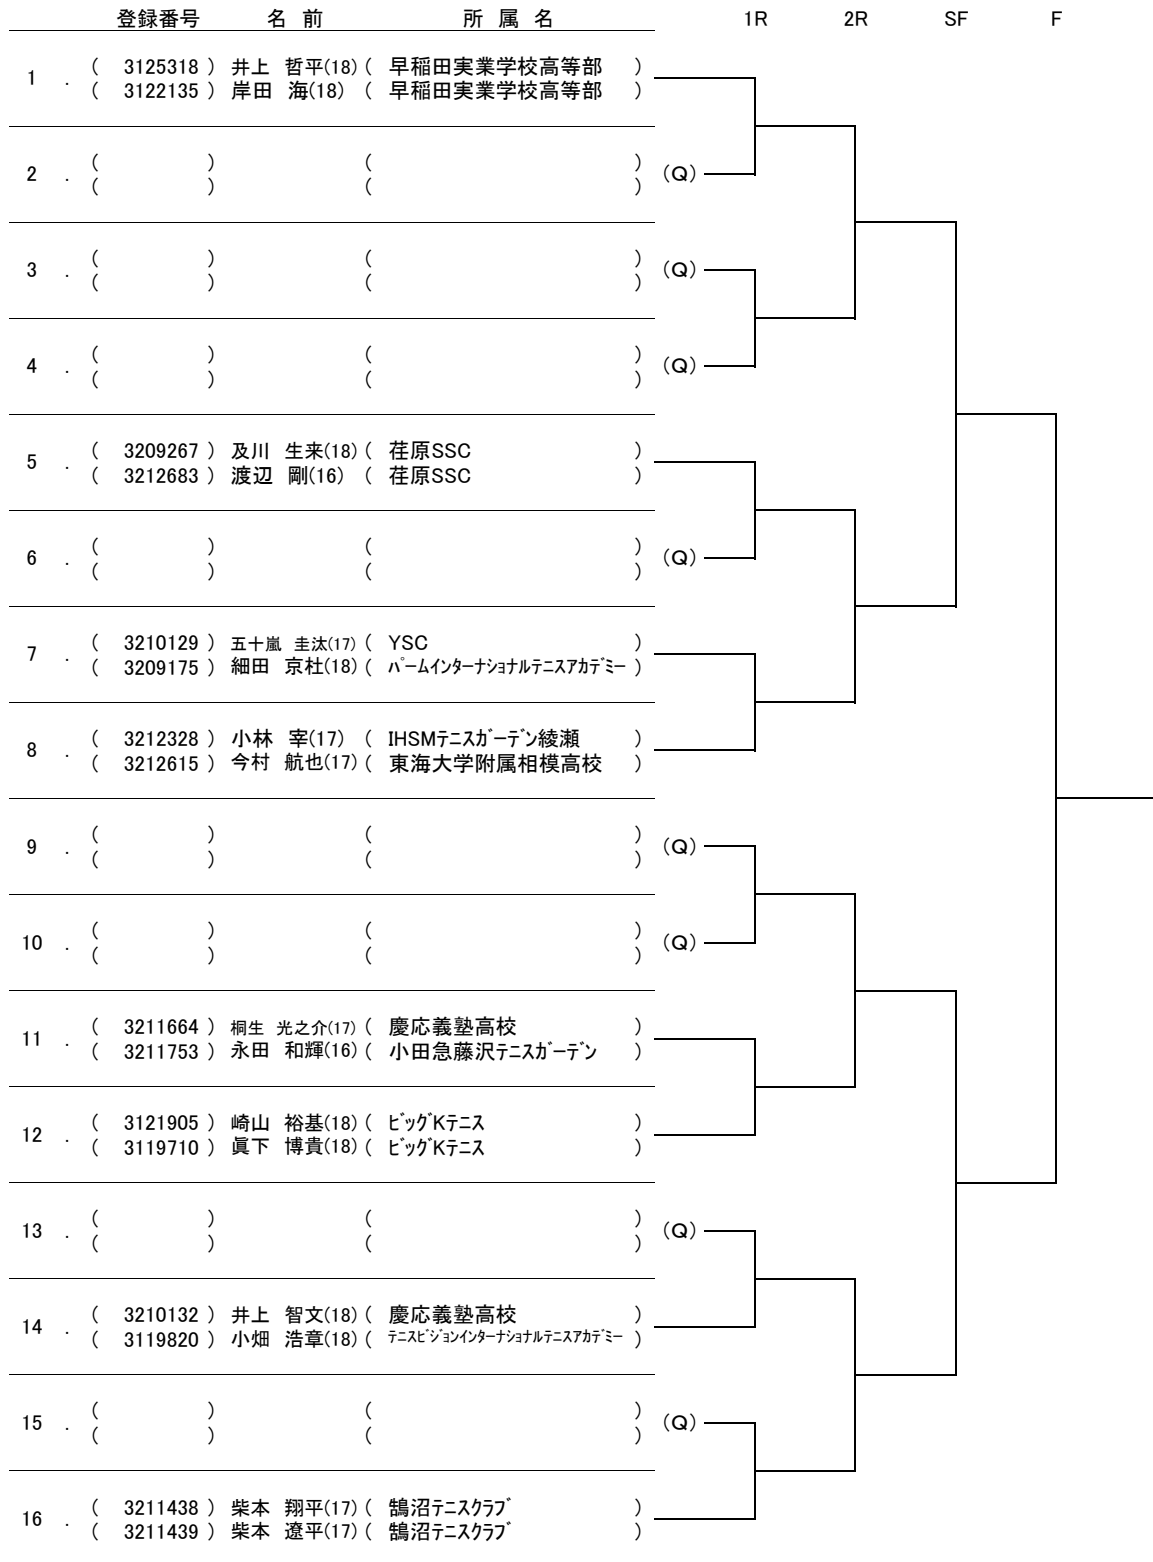 登録番号 名 前 所 属 名 1R 2R SF F
1 . ( 3125318 ) 井上 哲平(18) ( 早稲田実業学校高等部 )
( 3122135 ) 岸田 海(18) ( 早稲田実業学校高等部 )
2 . ( ) ( ) (Q)
( ) ( )
3 . ( ) ( ) (Q)
( ) ( )
4 . ( ) ( ) (Q)
( ) ( )
5 . ( 3209267 ) 及川 生来(18) ( 荏原SSC )
( 3212683 ) 渡辺 剛(16) ( 荏原SSC )
6 . ( ) ( ) (Q)
( ) ( )
7 . ( 3210129 ) 五十嵐 圭汰(17) ( YSC )
( 3209175 ) 細田 京杜(18) ( ﾊﾟｰﾑｲﾝﾀｰﾅｼｮﾅﾙﾃﾆｽｱｶﾃﾞﾐｰ )
8 . ( 3212328 ) 小林 宰(17) ( IHSMﾃﾆｽｶﾞｰﾃﾞﾝ綾瀬 )
( 3212615 ) 今村 航也(17) ( 東海大学附属相模高校 )
9 . ( ) ( ) (Q)
( ) ( )
10 . ( ) ( ) (Q)
( ) ( )
11 . ( 3211664 ) 桐生 光之介(17) ( 慶応義塾高校 )
( 3211753 ) 永田 和輝(16) ( 小田急藤沢ﾃﾆｽｶﾞｰﾃﾞﾝ )
12 . ( 3121905 ) 崎山 裕基(18) ( ﾋﾞｯｸﾞKﾃﾆｽ )
( 3119710 ) 眞下 博貴(18) ( ﾋﾞｯｸﾞKﾃﾆｽ )
13 . ( ) ( ) (Q)
( ) ( )
14 . ( 3210132 ) 井上 智文(18) ( 慶応義塾高校 )
( 3119820 ) 小畑 浩章(18) ( ﾃﾆｽﾋﾞｼﾞｮﾝｲﾝﾀｰﾅｼｮﾅﾙﾃﾆｽｱｶﾃﾞﾐｰ )
15 . ( ) ( ) (Q)
( ) ( )
16 . ( 3211438 ) 柴本 翔平(17) ( 鵠沼ﾃﾆｽｸﾗﾌﾞ )
( 3211439 ) 柴本 遼平(17) ( 鵠沼ﾃﾆｽｸﾗﾌﾞ )